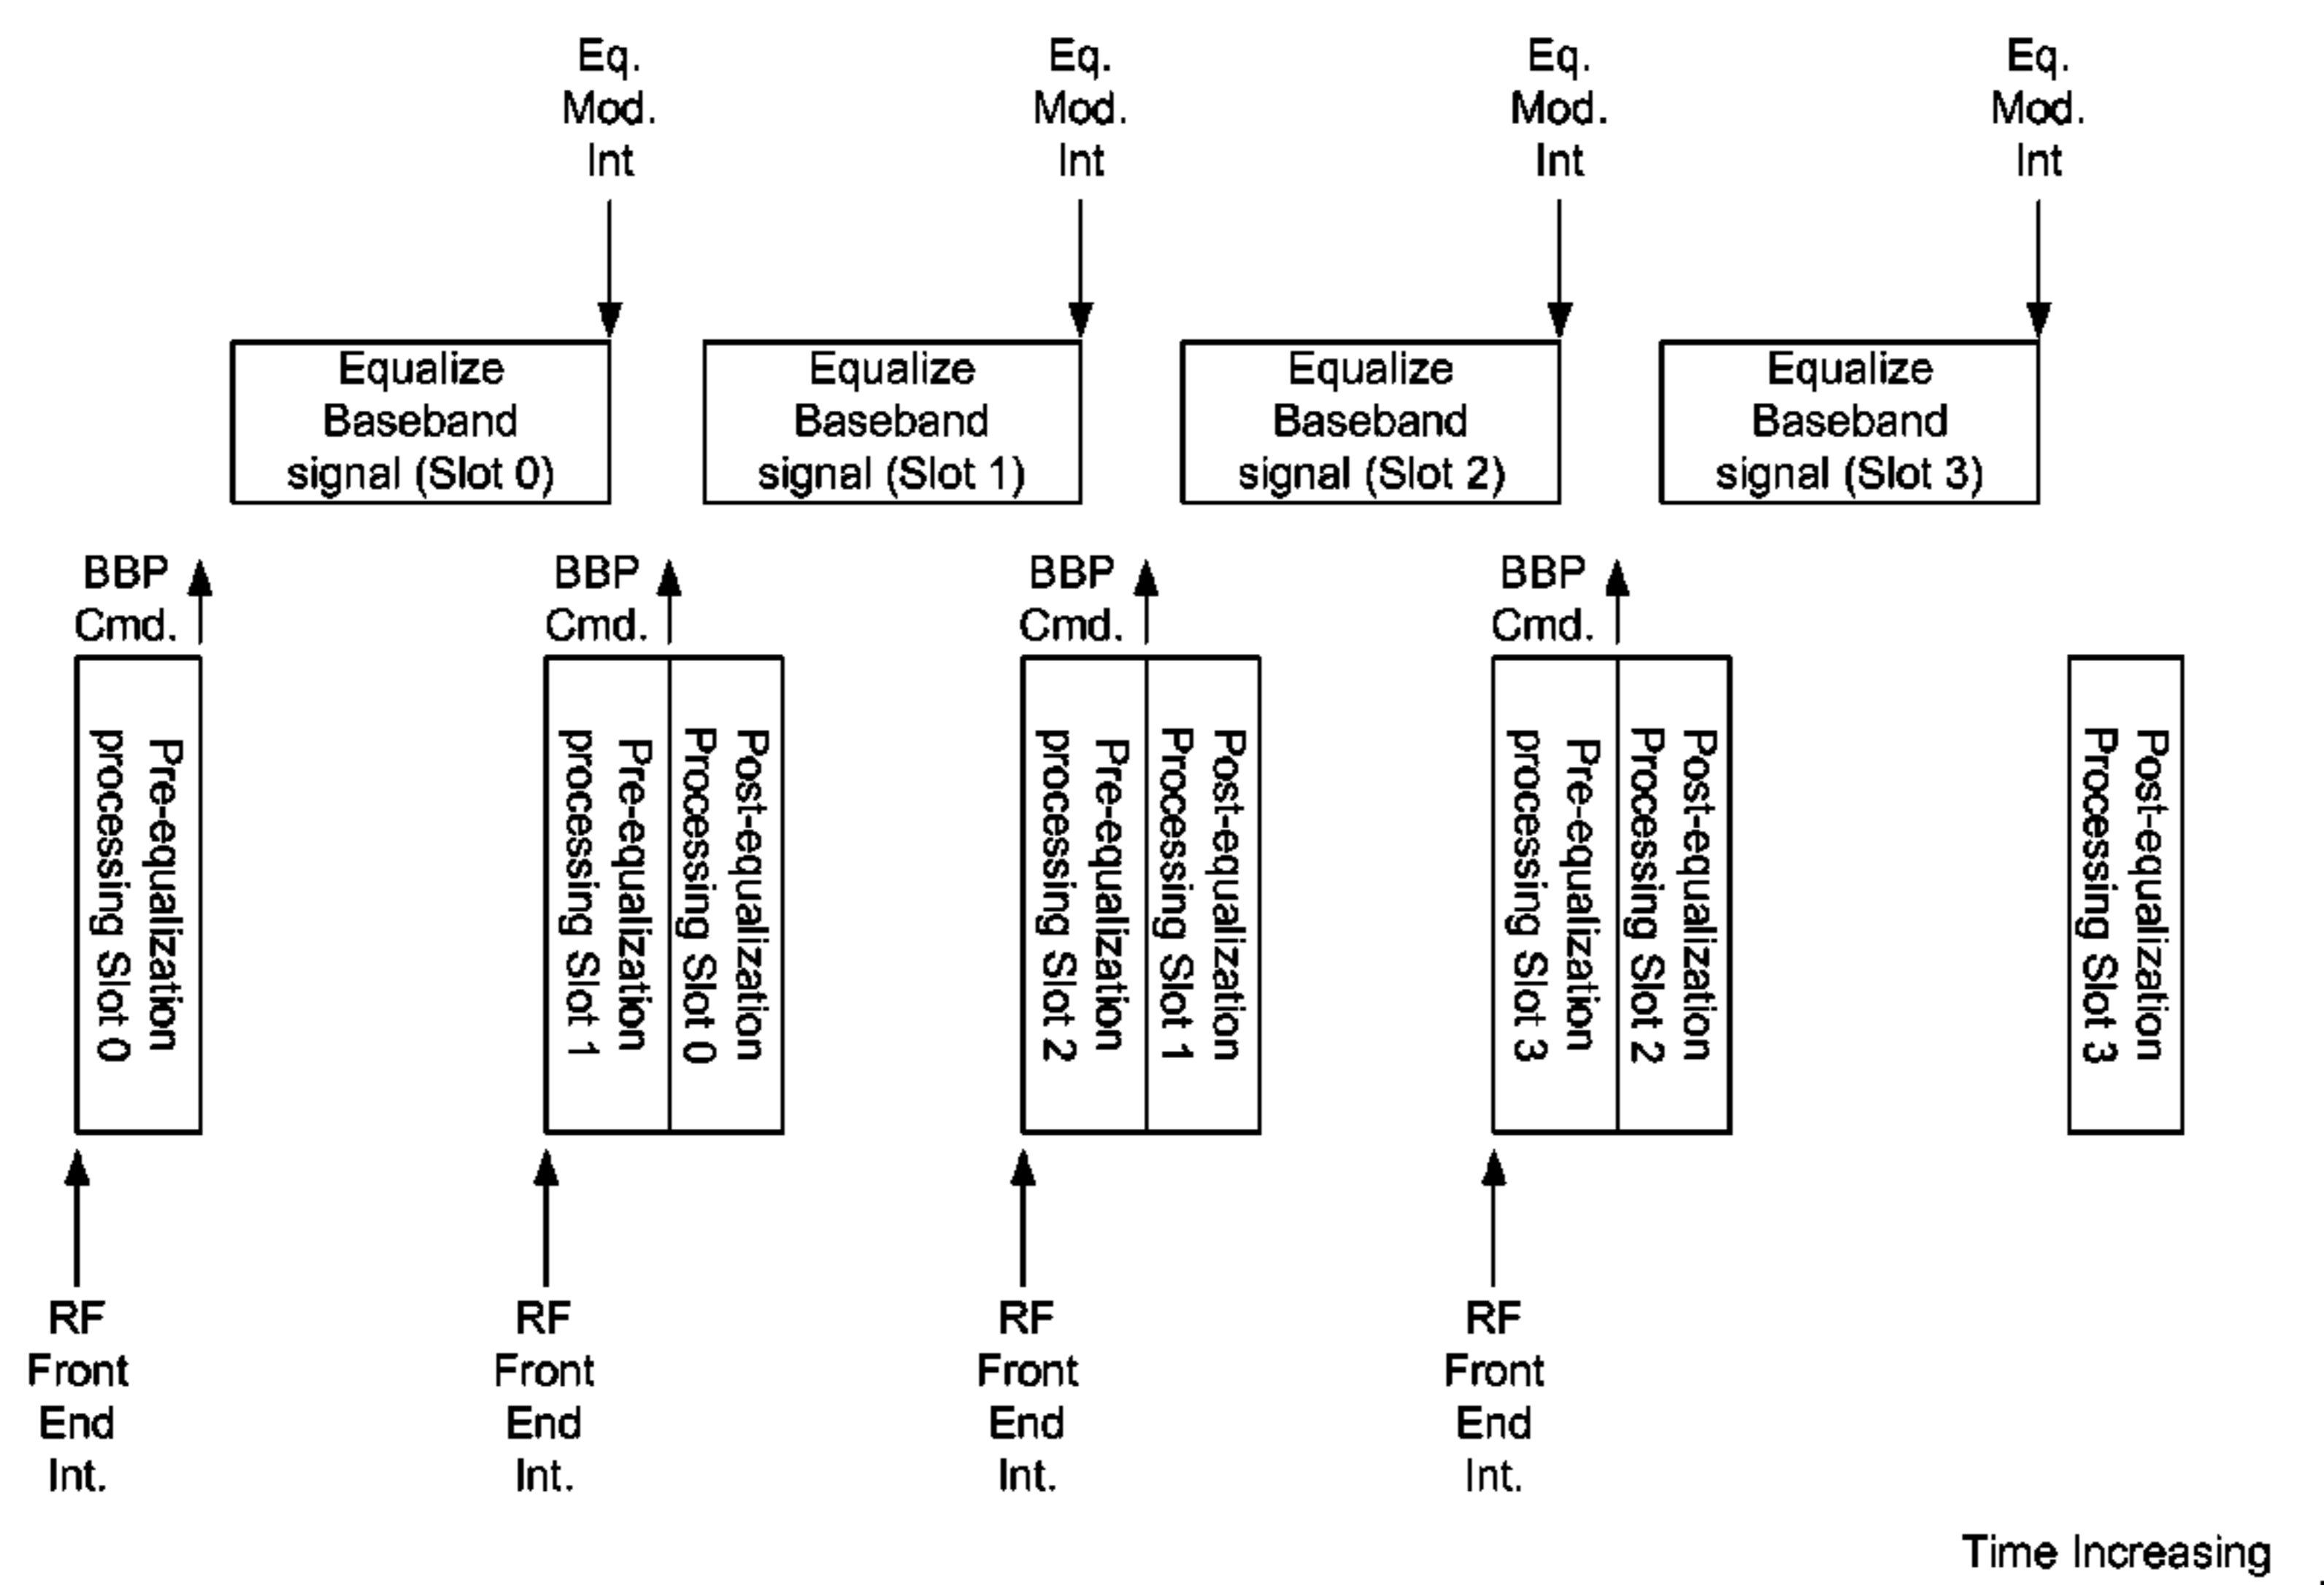 Eq.
Mod.
Int
Eq.
Mod.
Int
Eq.
Mod.
Int
Eq.
Mod.
Int
Equalize
Baseband
signal (Slot 0)
Equalize
Baseband
signal (Slot 1)
Equalize
Baseband
signal (Slot 2)
Equalize
Baseband
signal (Slot 3)
BBP
Cmd.
BBP
Cmd.
BBP
Cmd.
BBP
Cmd.
Pre-equalization
processing Slot 0
Pre-equalization
processing Slot 1
Post-equalization
Processing Slot 0
Pre-equalization
processing Slot 2
Post-equalization
Processing Slot 1
Pre-equalization
processing Slot 3
Post-equalization
Processing Slot 2
Post-equalization
Processing Slot 3
RF
Front
End
Int.
RF
Front
End
Int.
RF
Front
End
Int.
RF
Front
End
Int.
Time Increasing